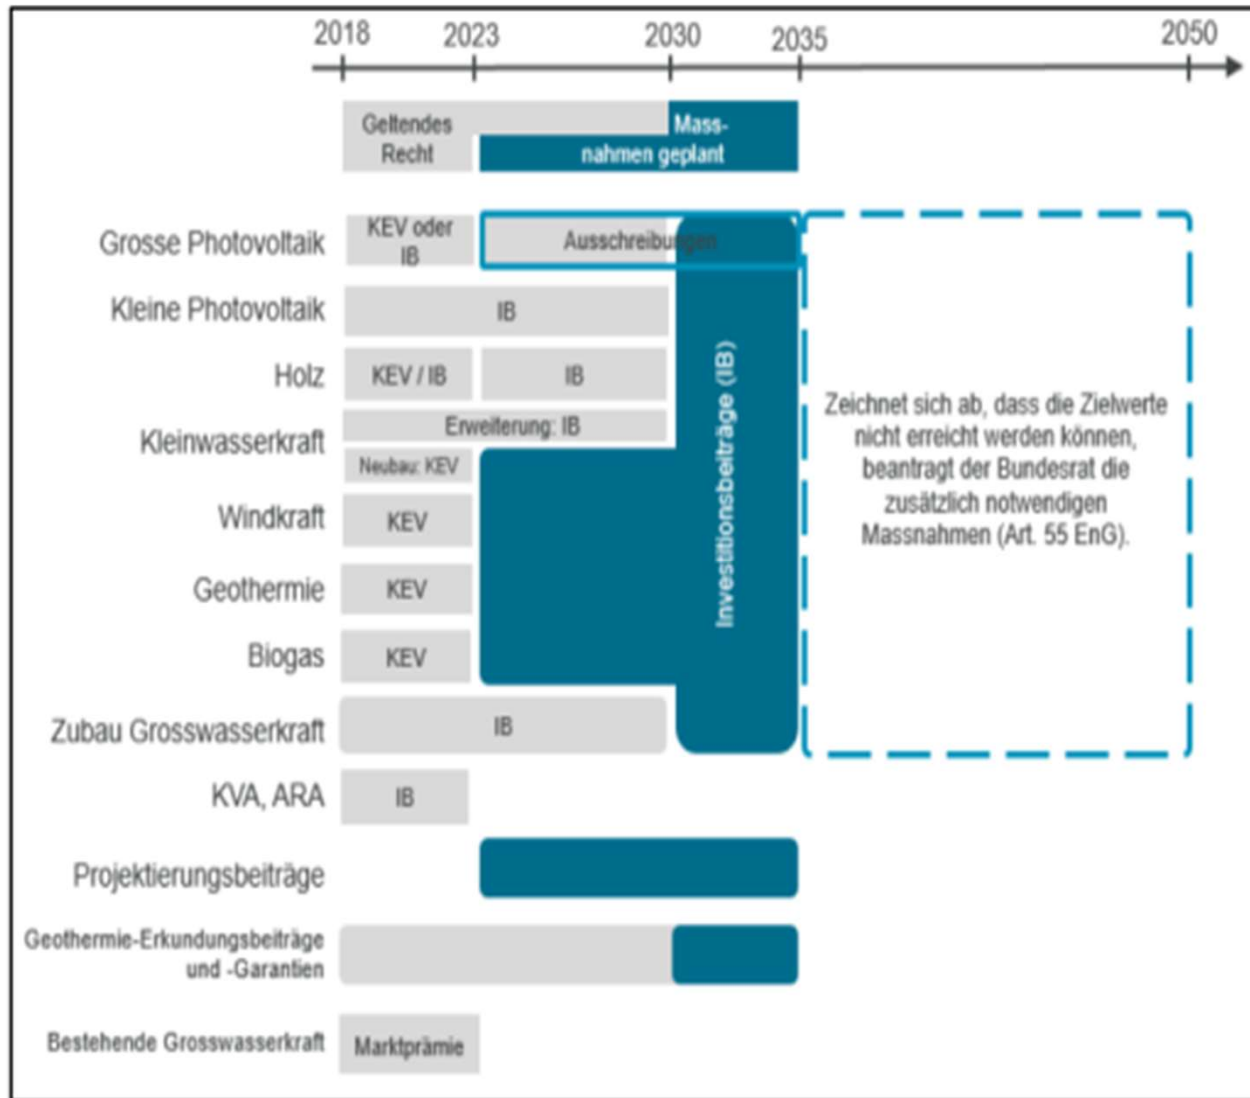 2018 2023 2030 2035 2050
Geltendes
Recht
Mass-
nahmen geplant
Grosse Photovoltaik
KEV oder
IB
Ausschreibungen
Kleine Photovoltaik
IB
Holz
KEV / IB
IB
Kleinwasserkraft
Erweiterung: IB
Neubau: KEV
Windkraft
KEV
Geothermie
KEV
Biogas
KEV
Zubau Grosswasserkraft
IB
Investitionsbeiträge (IB)
Zeichnet sich ab, dass die Zielwerte
nicht erreicht werden können,
beantragt der Bundesrat die
zusätzlich notwendigen
Massnahmen (Art. 55 EnG).
KVA, ARA
IB
Projektierungsbeiträge
Geothermie-Erkundungsbeiträge
und -Garantien
Bestehende Grosswasserkraft
Marktprämie